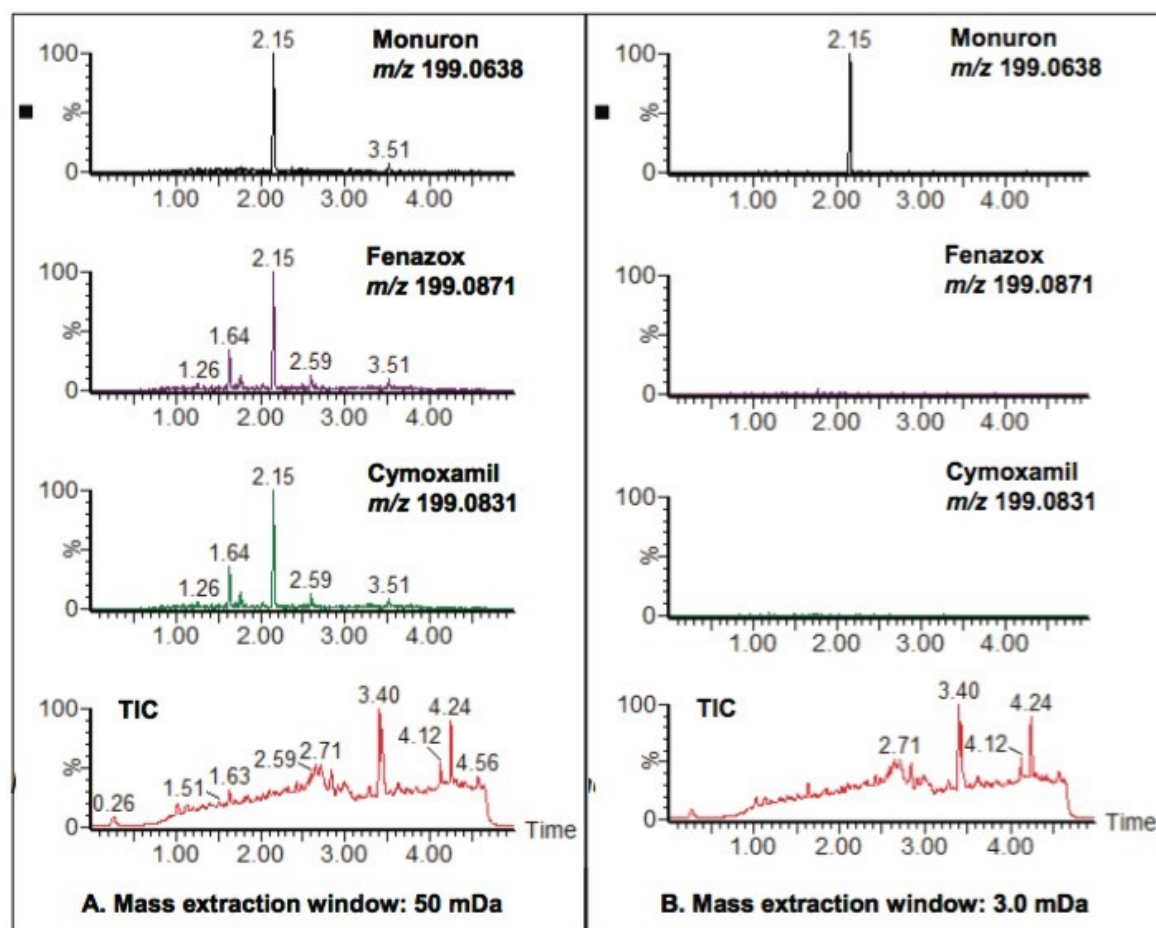 2.15
Monuron
m/z 199.0638
100
%
0
3.51
1.00 2.00 3.00 4.00
2.15
Fenazox
m/z 199.0871
100
%
0
1.26
1.64
2.59
3.51
1.00 2.00 3.00 4.00
2.15
Cymoxamil
m/z 199.0831
100
%
0
1.26
1.64
2.59
3.51
1.00 2.00 3.00 4.00
TIC
100
%
0
0.26
1.51
1.63
2.59
2.71
3.40
4.12
4.24
4.56
Time
1.00 2.00 3.00 4.00
A. Mass extraction window: 50 mDa
2.15
Monuron
m/z 199.0638
100
%
0
1.00 2.00 3.00 4.00
Fenazox
m/z 199.0871
100
%
0
1.00 2.00 3.00 4.00
Cymoxamil
m/z 199.0831
100
%
0
1.00 2.00 3.00 4.00
TIC
100
%
0
2.71
3.40
4.12
4.24
Time
1.00 2.00 3.00 4.00
B. Mass extraction window: 3.0 mDa